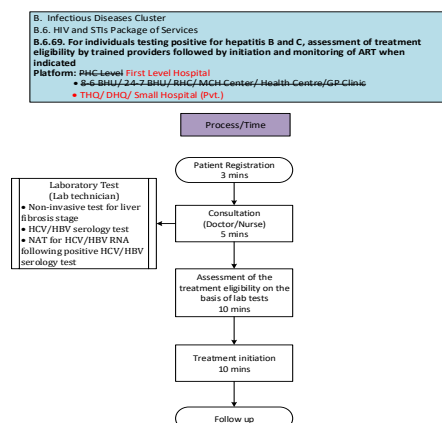 B. Infectious Diseases Cluster
B.6. HIV and STIs Package of Services
B.6.69. For individuals testing positive for hepatitis B and C, assessment of treatment
eligibility by trained providers followed by initiation and monitoring of ART when
indicated
Platform: PHC Level First Level Hospital
• 8-6 BHU/ 24-7 BHU/ RHC/ MCH Center/ Health Centre/GP Clinic
• THQ/ DHQ/ Small Hospital (Pvt.)
Process/Time
Patient Registration
3 mins
Laboratory Test
(Lab technician)
• Non-invasive test for liver
fibrosis stage
• HCV/HBV serology test
• NAT for HCV/HBV RNA
following positive HCV/HBV
serology test
Consultation
(Doctor/Nurse)
5 mins
Assessment of the
treatment eligibility on the
basis of lab tests
10 mins
Treatment initiation
10 mins
Follow up